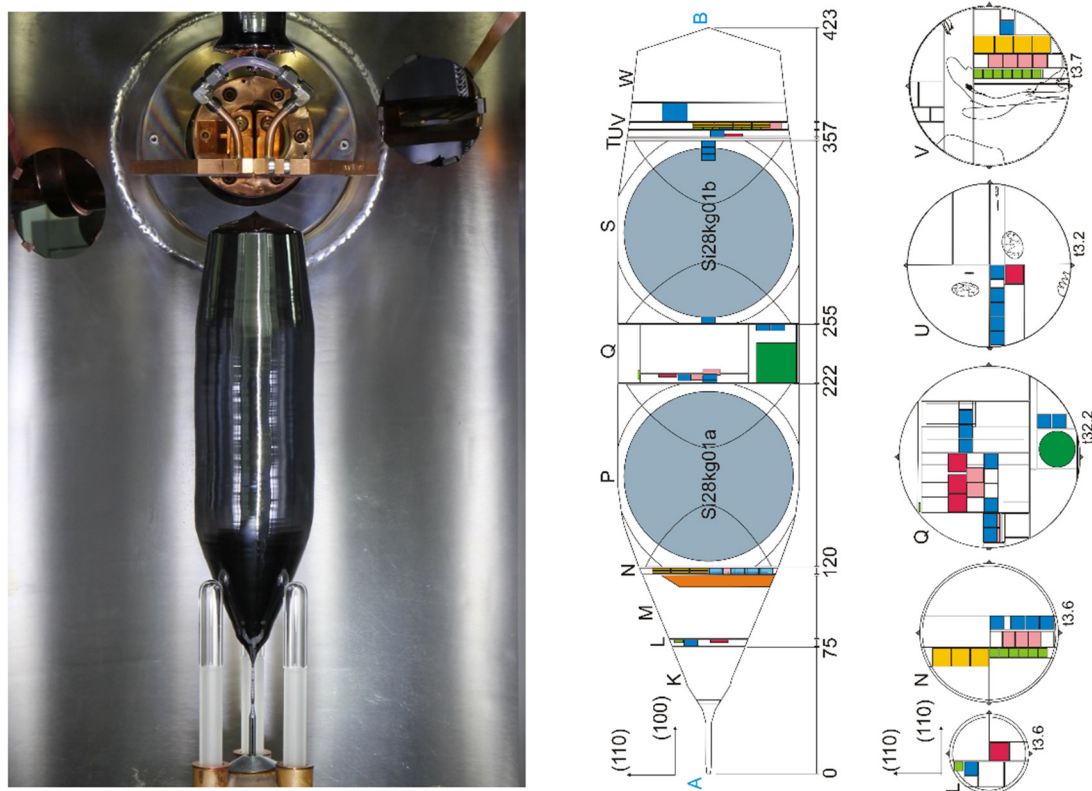 B
423
W
TUV
357
S
Si28kg01b
255
Q
222
P
Si28kg01a
N
120
M
L
75
K
(110)
(100)
A
0
V
t3.7
U
t3.2
Q
t32.2
N
t3.6
(110)
(110)
L
t3.6